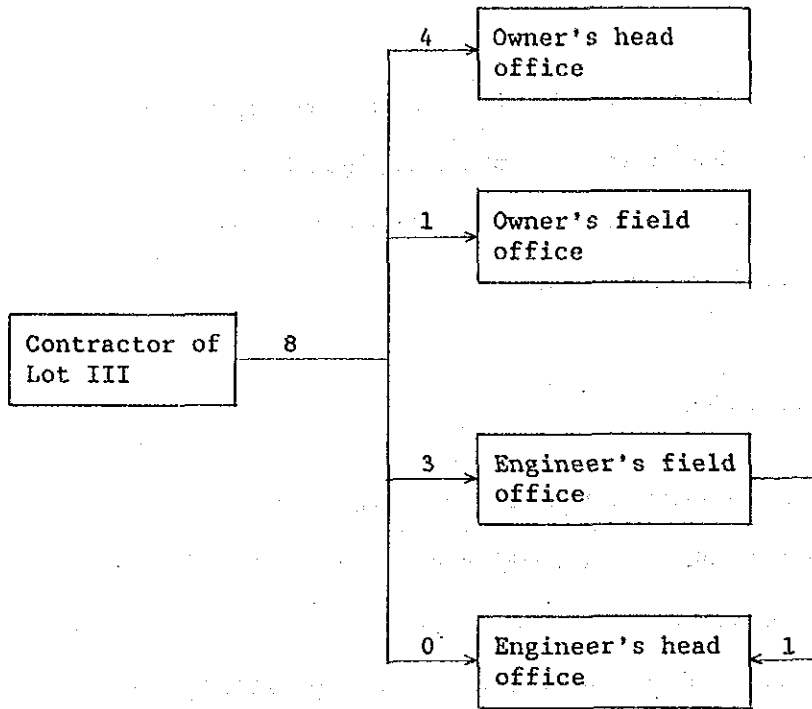 4
Owner's head
office
1
Owner's field
office
Contractor of
Lot III
8
3
Engineer's field
office
0
Engineer's head
office
1